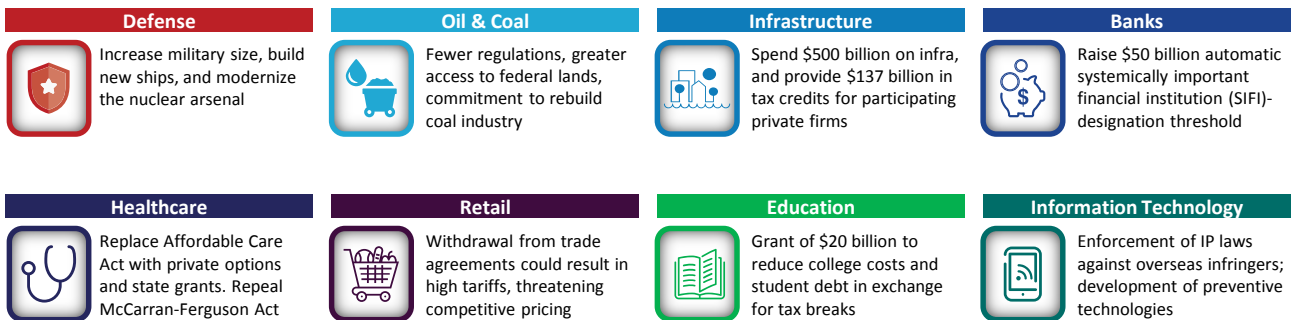 Defense
Increase military size, build
new ships, and modernize
the nuclear arsenal
Oil & Coal
Fewer regulations, greater
access to federal lands,
commitment to rebuild
coal industry
Infrastructure
Spend $500 billion on infra,
and provide $137 billion in
tax credits for participating
private firms
Banks
$
Raise $50 billion automatic
systemically important
financial institution (SIFI)-
designation threshold
Healthcare
Replace Affordable Care
Act with private options
and state grants. Repeal
McCarran-Ferguson Act
Retail
Withdrawal from trade
agreements could result in
high tariffs, threatening
competitive pricing
Education
Grant of $20 billion to
reduce college costs and
student debt in exchange
for tax breaks
Information Technology
Enforcement of IP laws
against overseas infringers;
development of preventive
technologies